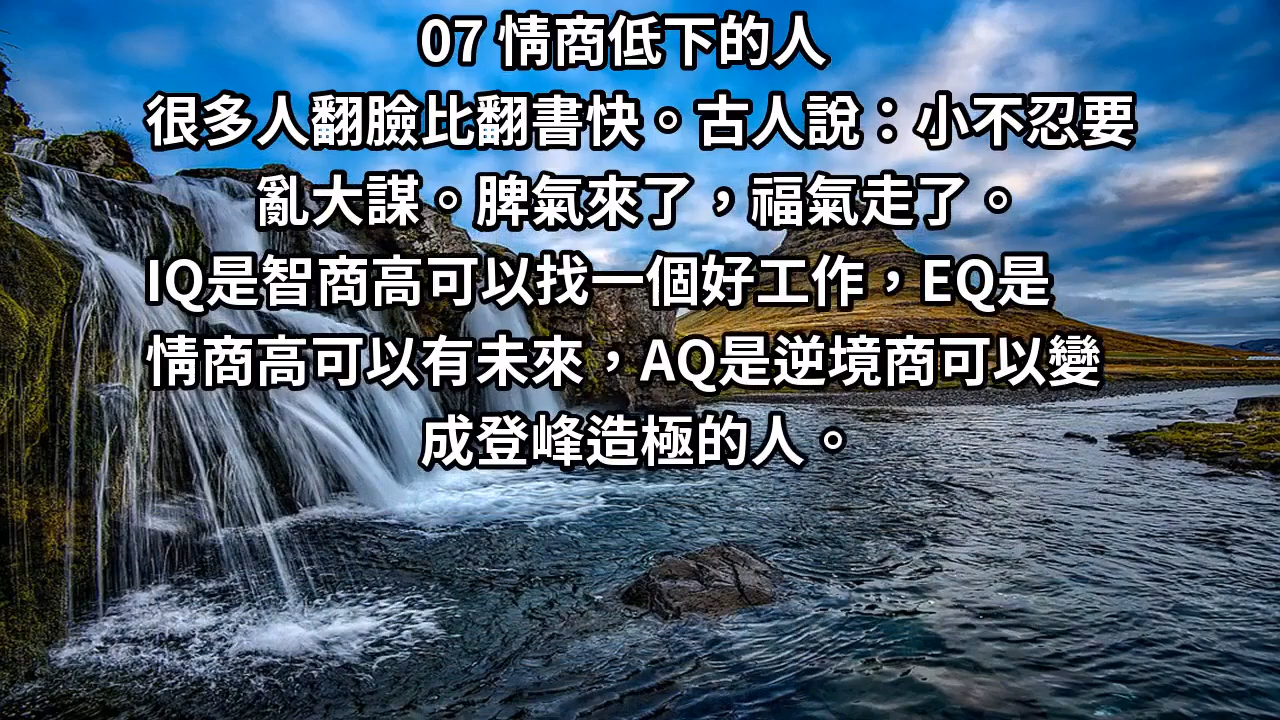 07 情商低下的人
很多人翻臉比翻書快。古人說：小不忍要
亂大謀。脾氣來了，福氣走了。
IQ是智商高可以找一個好工作，EQ是
情商高可以有未來，AQ是逆境商可以變
成登峰造極的人。